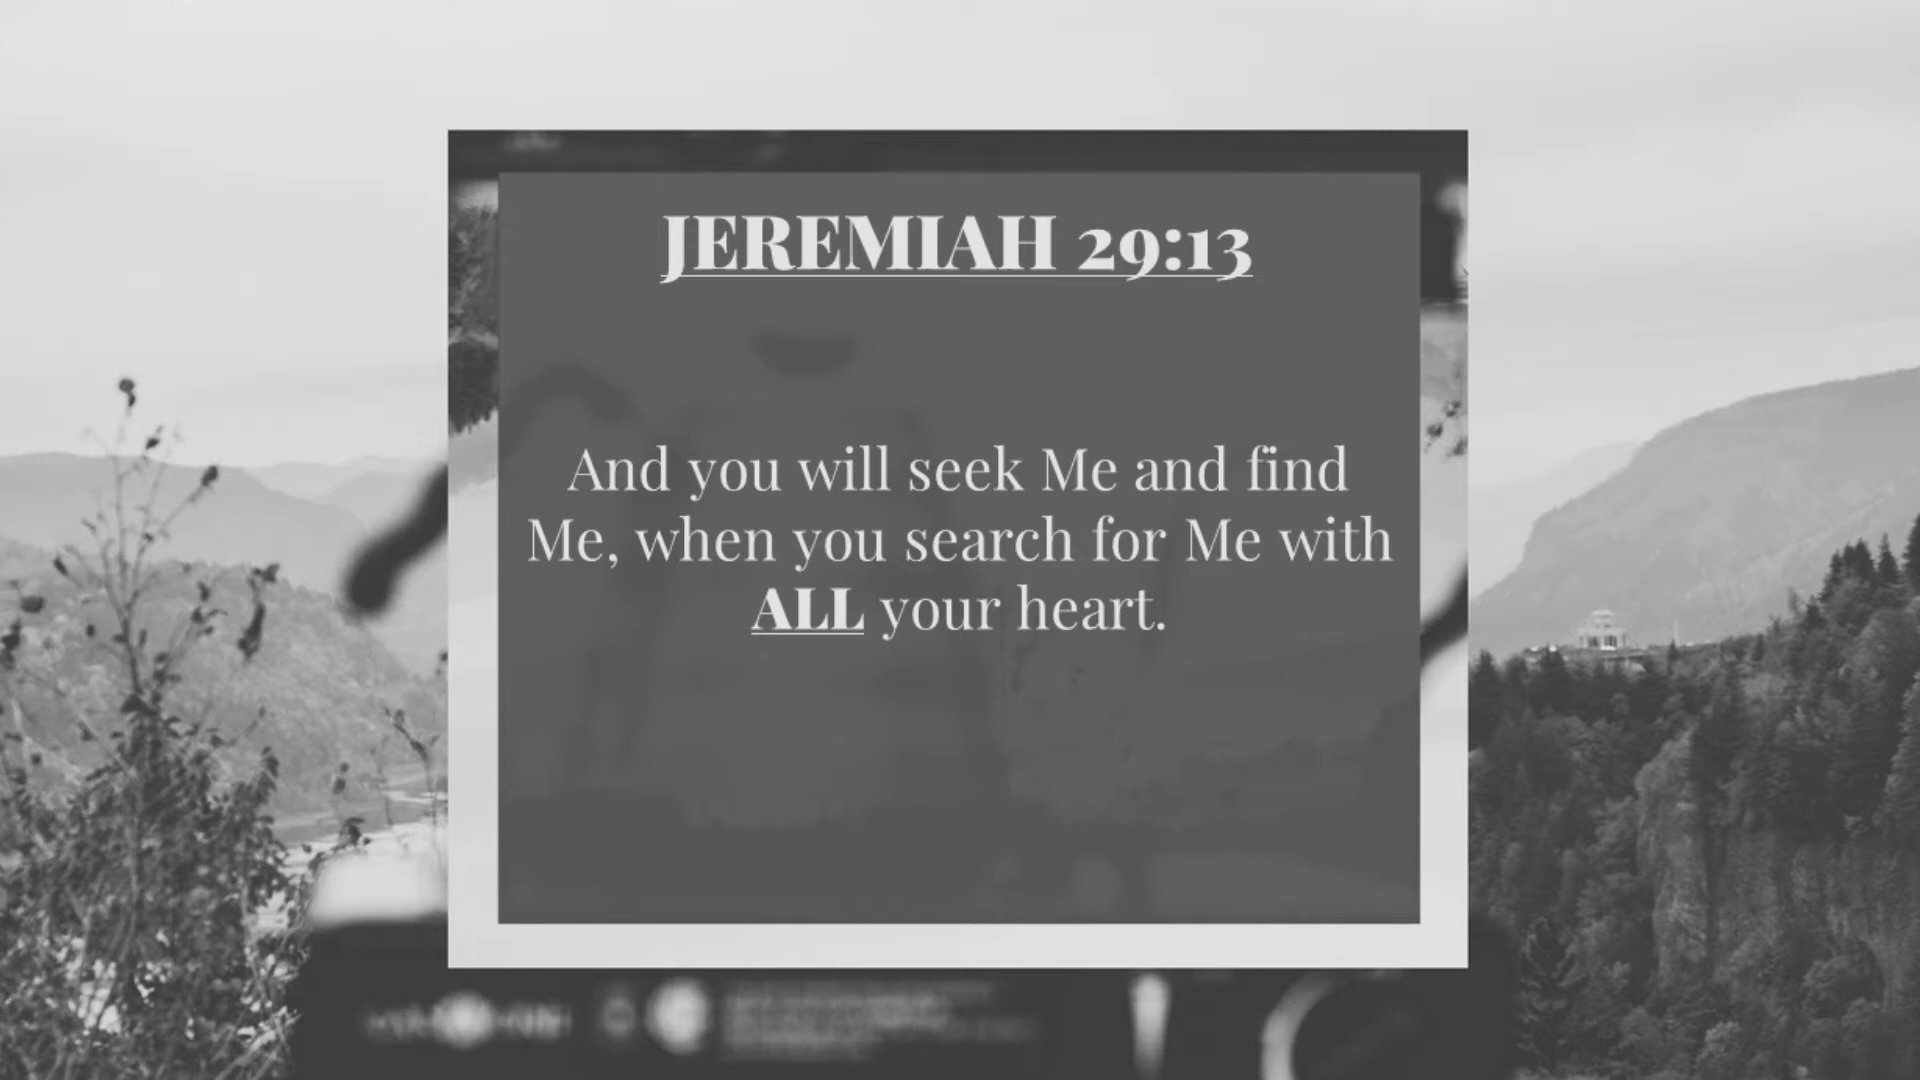 JEREMIAH 29:13
And you will seek Me and find
Me, when you search for Me with
ALL your heart.